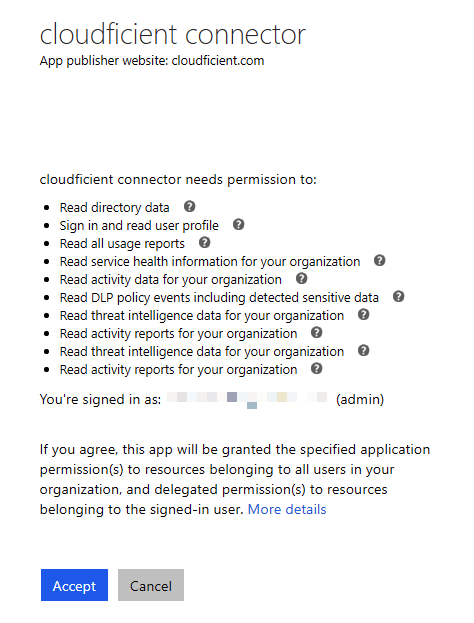 cloudficient connector
App publisher website: cloudficient.com
cloudficient connector needs permission to:
Read directory data
Sign in and read user profile
Read all usage reports
Read service health information for your organization
Read activity data for your organization
Read DLP policy events including detected sensitive data
Read threat intelligence data for your organization
Read activity reports for your organization
Read threat intelligence data for your organization
Read activity reports for your organization
You're signed in as: (admin)
If you agree, this app will be granted the specified application
permission(s) to resources belonging to all users in your
organization, and delegated permission(s) to resources
belonging to the signed-in user. More details
Accept Cancel